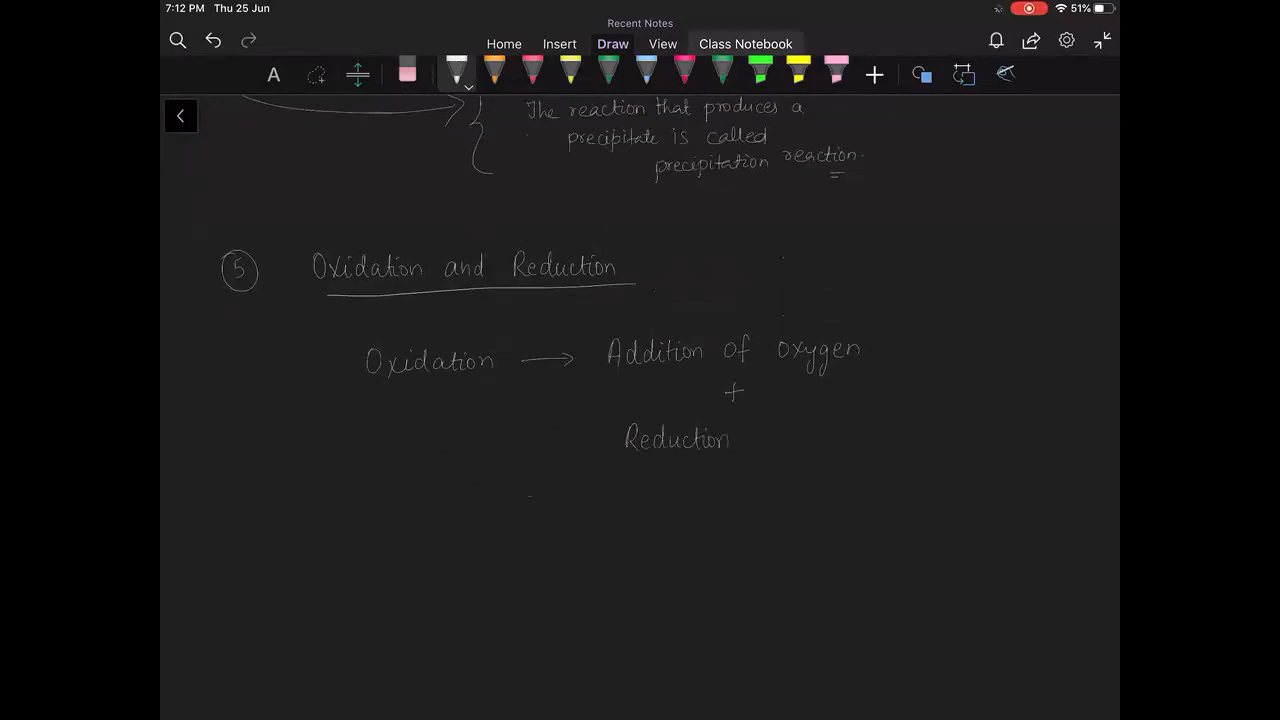 7:12 PM Thu 25 Jun
51%
Recent Notes
Home Insert Draw View Class Notebook
A
The reaction that produces a
precipitate is called
precipitation reaction.
5 Oxidation and Reduction
Oxidation → Addition of oxygen
+
Reduction